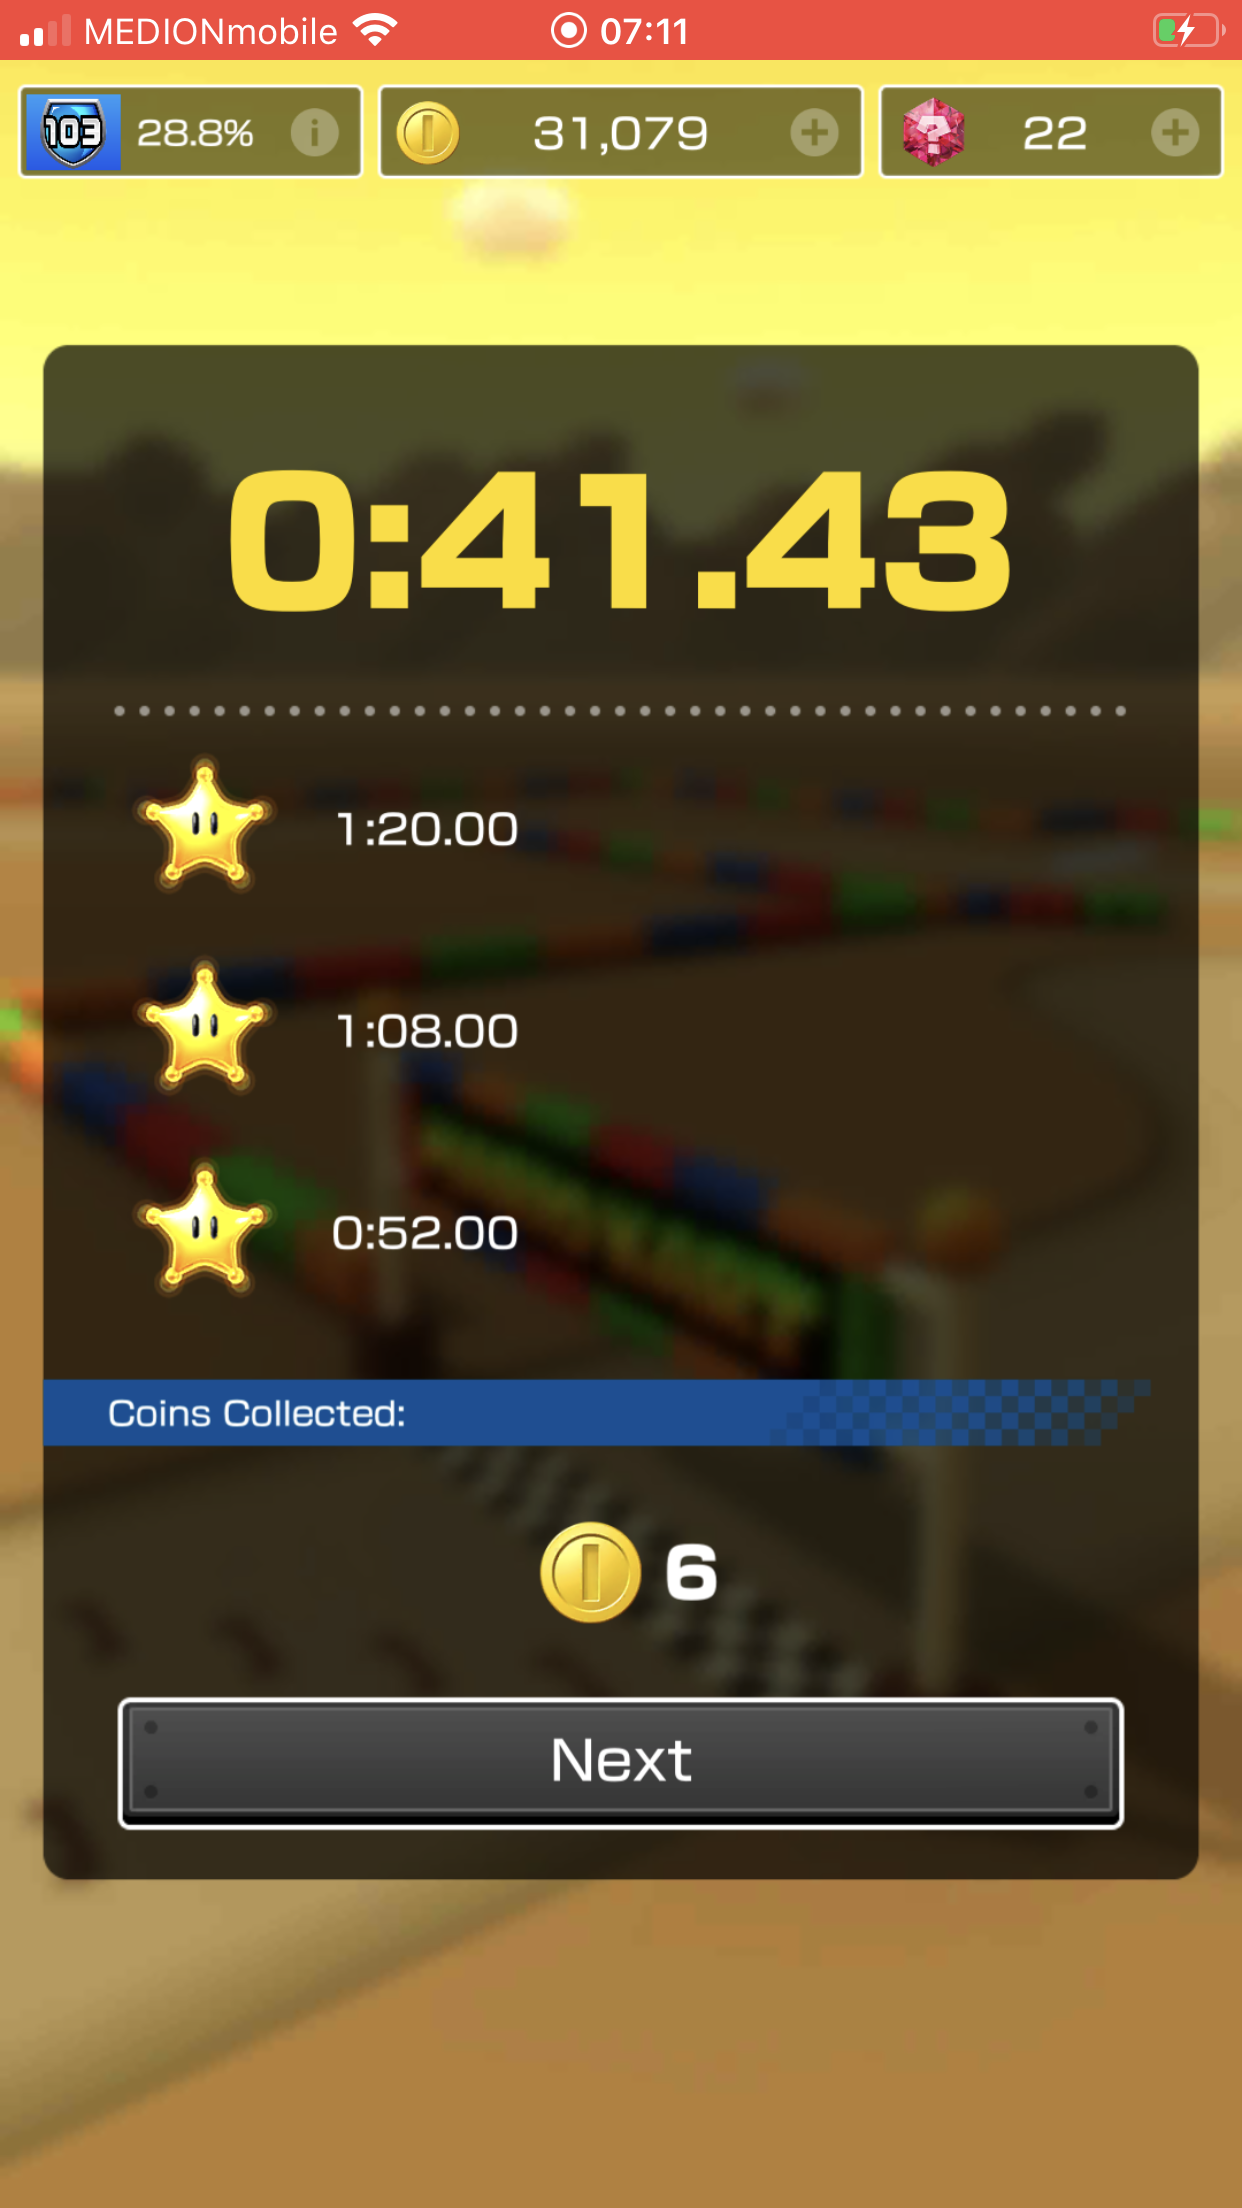 MEDIONmobile 07:11
103 28.8% i 31,079 + ? 22 +
0:41.43
1:20.00
1:08.00
0:52.00
Coins Collected:
6
Next